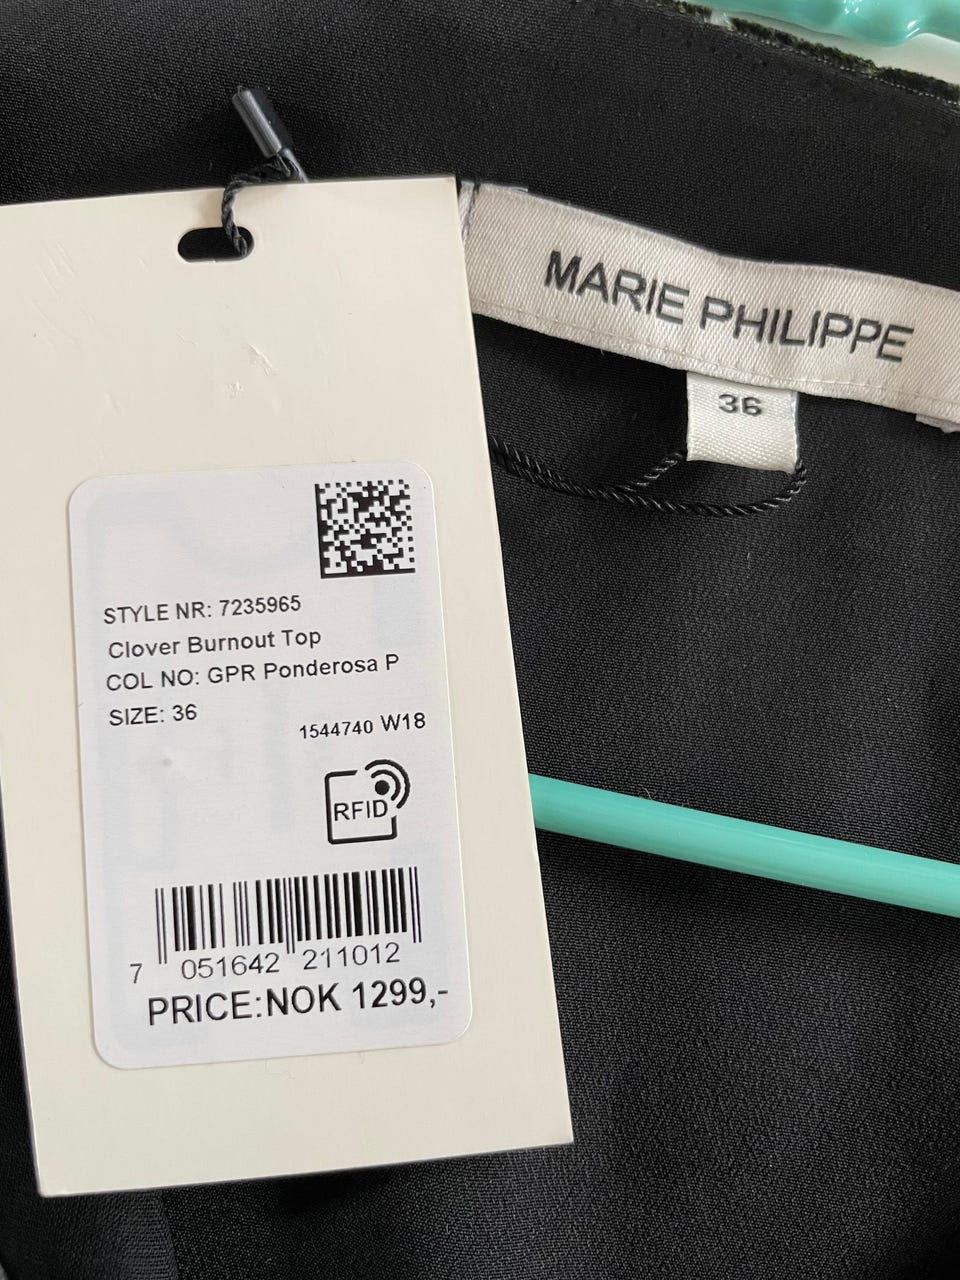 MARIE PHILIPPE
36
STYLE NR: 7235965
Clover Burnout Top
COL NO: GPR Ponderosa P
SIZE: 36
1544740 W18
RFID
7 051642 211012
PRICE:NOK 1299,-